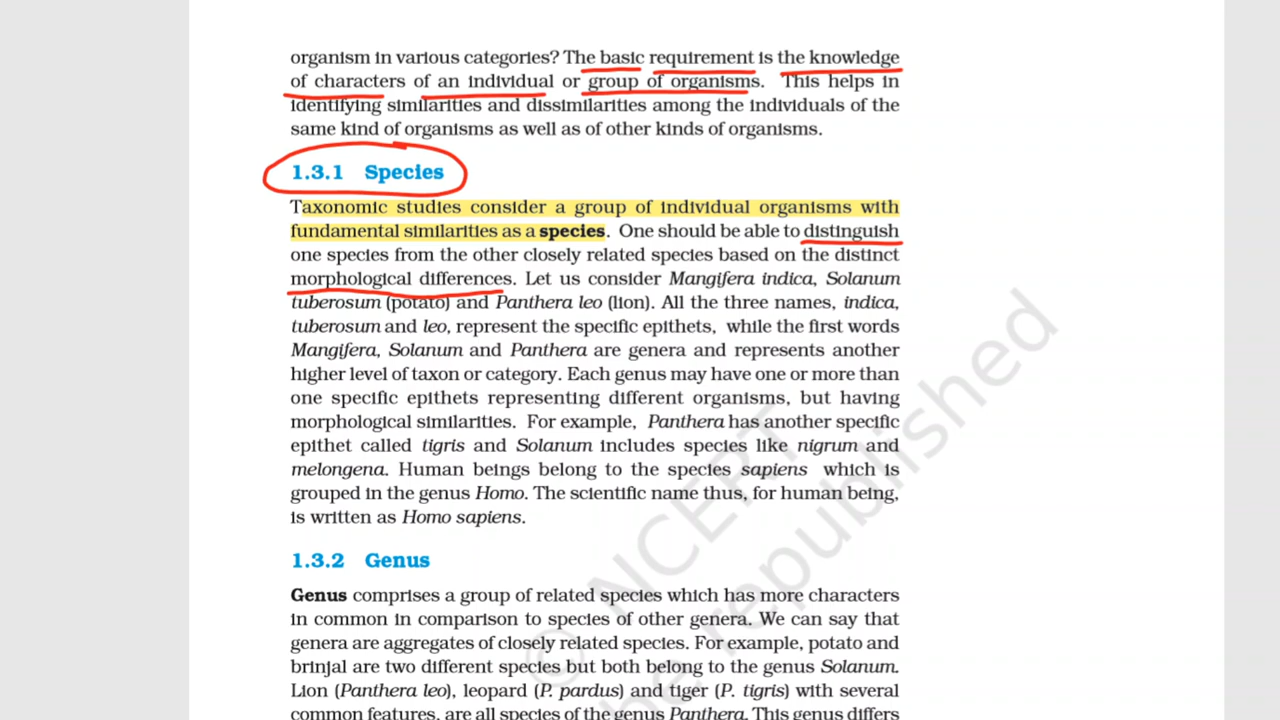 organism in various categories? The basic requirement is the knowledge
of characters of an individual or group of organisms. This helps in
identifying similarities and dissimilarities among the individuals of the
same kind of organisms as well as of other kinds of organisms.
1.3.1 Species
Taxonomic studies consider a group of individual organisms with
fundamental similarities as a species. One should be able to distinguish
one species from the other closely related species based on the distinct
morphological differences. Let us consider Mangifera indica, Solanum
tuberosum (potato) and Panthera leo (lion). All the three names, indica,
tuberosum and leo, represent the specific epithets, while the first words
Mangifera, Solanum and Panthera are genera and represents another
higher level of taxon or category. Each genus may have one or more than
one specific epithets representing different organisms, but having
morphological similarities. For example, Panthera has another specific
epithet called tigris and Solanum includes species like nigrum and
melongena. Human beings belong to the species sapiens which is
grouped in the genus Homo. The scientific name thus, for human being,
is written as Homo sapiens.
1.3.2 Genus
Genus comprises a group of related species which has more characters
in common in comparison to species of other genera. We can say that
genera are aggregates of closely related species. For example, potato and
brinjal are two different species but both belong to the genus Solanum.
Lion (Panthera leo), leopard (P. pardus) and tiger (P. tigris) with several
common features, are all species of the genus Panthera. This genus differs
© NCERT
be republished